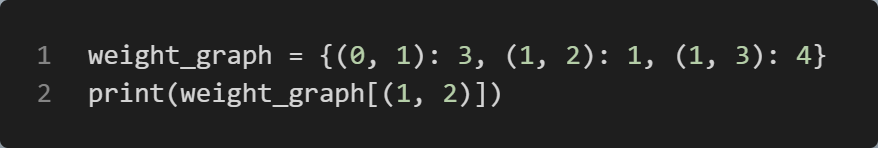 1 weight_graph = {(0, 1): 3, (1, 2): 1, (1, 3): 4}
2 print(weight_graph[(1, 2)])